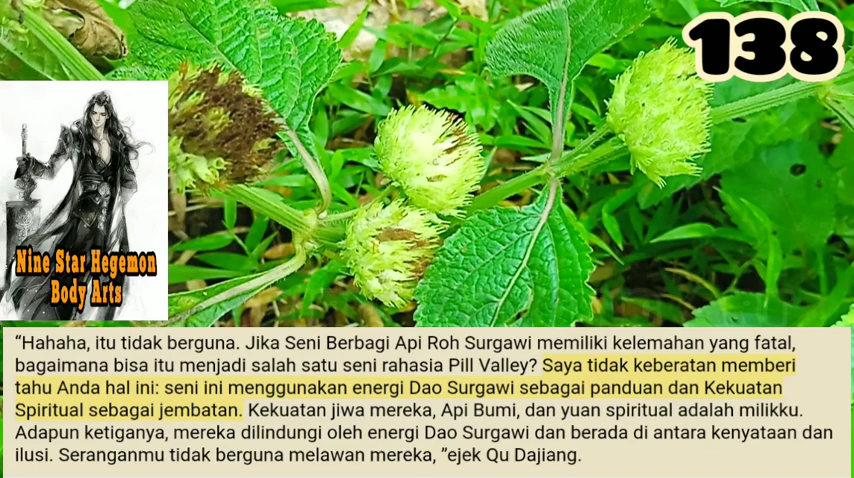 138
Nine Star Hegemon
Body Arts
“Hahaha, itu tidak berguna. Jika Seni Berbagi Api Roh Surgawi memiliki kelemahan yang fatal,
bagaimana bisa itu menjadi salah satu seni rahasia Pill Valley? Saya tidak keberatan memberi
tahu Anda hal ini: seni ini menggunakan energi Dao Surgawi sebagai panduan dan Kekuatan
Spiritual sebagai jembatan. Kekuatan jiwa mereka, Api Bumi, dan yuan spiritual adalah milikku.
Adapun ketiganya, mereka dilindungi oleh energi Dao Surgawi dan berada di antara kenyataan dan
ilusi. Seranganmu tidak berguna melawan mereka, ”ejek Qu Dajiang.